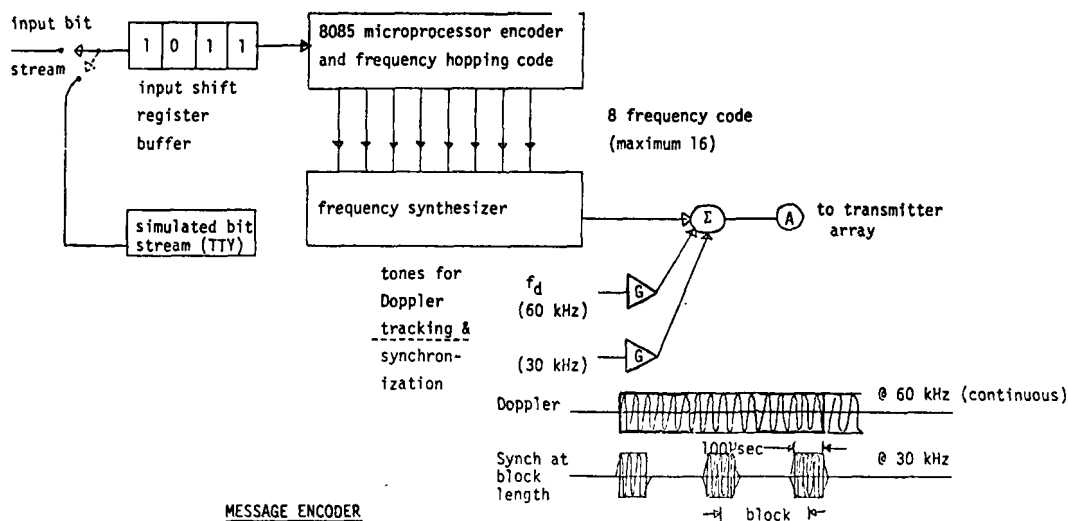 input bit
stream
1 0 1 1
input shift
register
buffer
8085 microprocessor encoder
and frequency hopping code
8 frequency code
(maximum 16)
simulated bit
stream (TTY)
frequency synthesizer
Σ
A
to transmitter
array
tones for
Doppler
tracking &
synchron-
ization
f_d
(60 kHz)
G
(30 kHz)
G
Doppler
@ 60 kHz (continuous)
100μsec
Synch at
block
length
@ 30 kHz
block
MESSAGE ENCODER